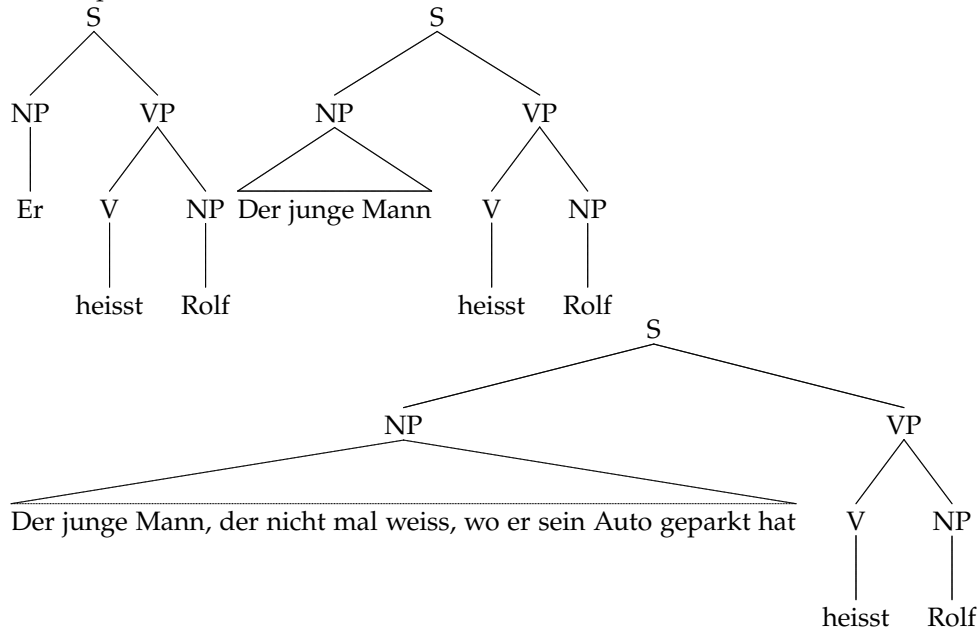 S S
NP VP NP VP
Er V NP Der junge Mann V NP
heisst Rolf heisst Rolf
S
NP VP
Der junge Mann, der nicht mal weiss, wo er sein Auto geparkt hat V NP
heisst Rolf